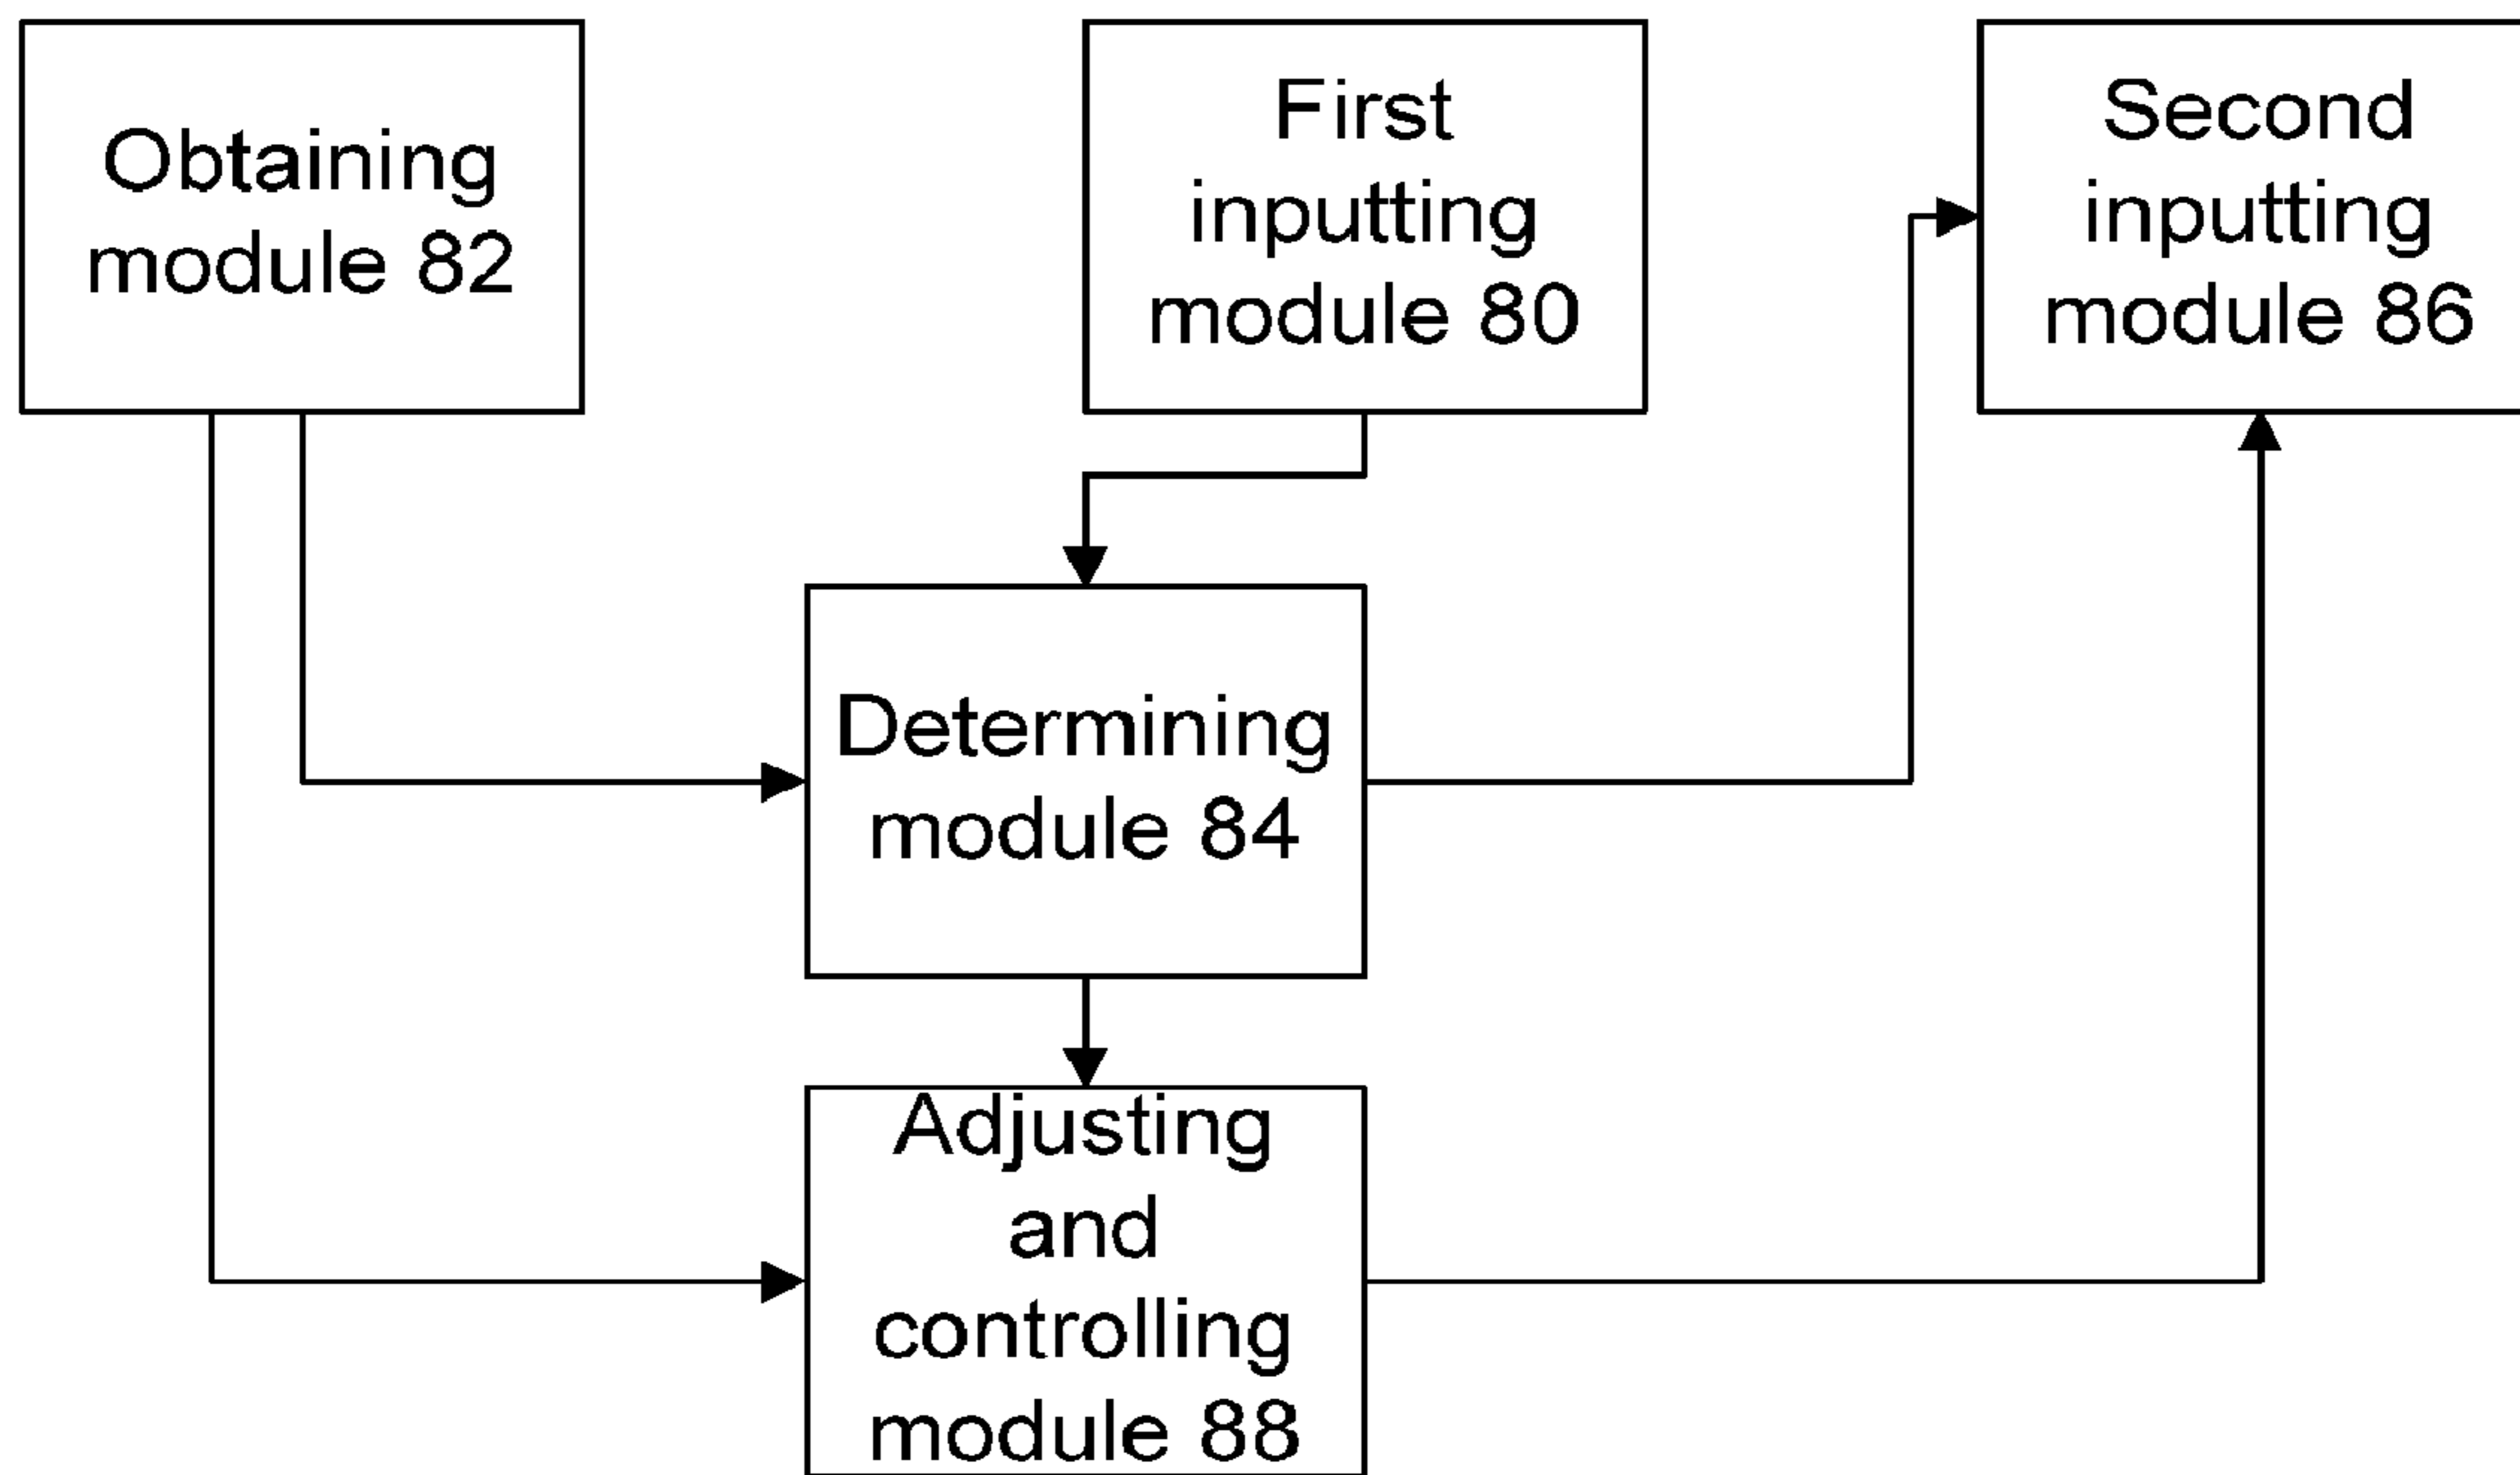 Obtaining
module 82
First
inputting
module 80
Second
inputting
module 86
Determining
module 84
Adjusting
and
controlling
module 88